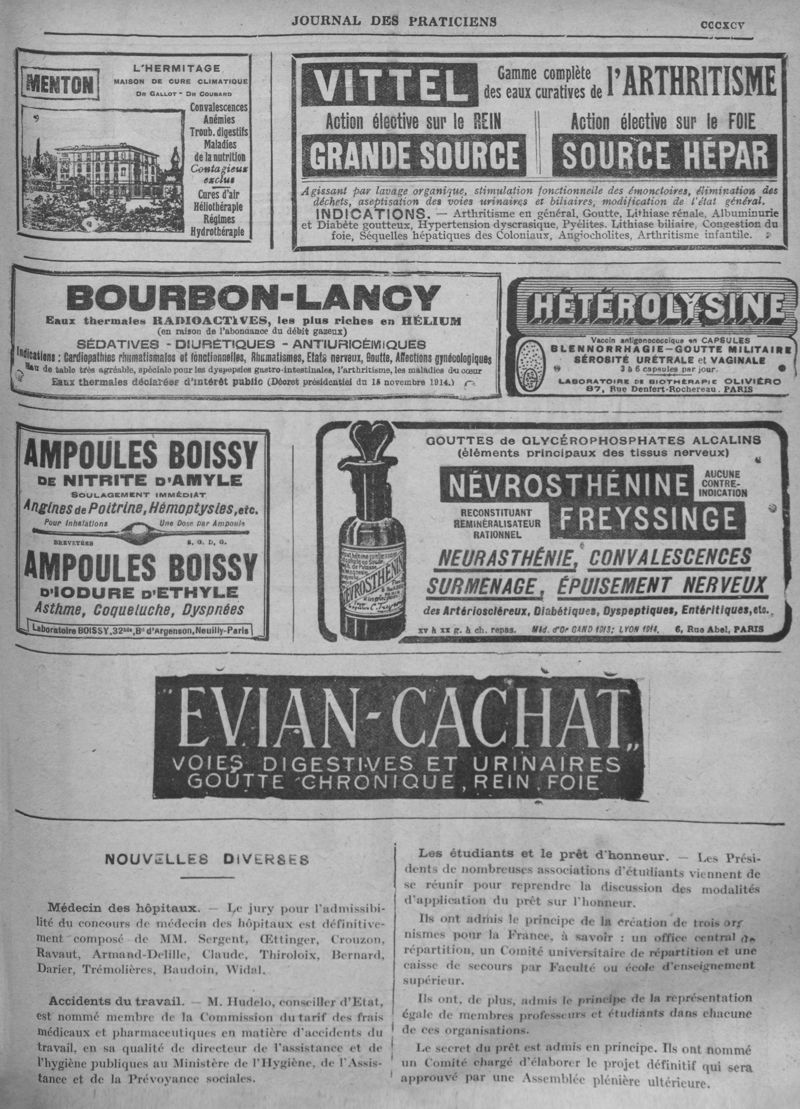 JOURNAL DES PRATICIENS
CCCXCV
MENTON
L'HERMITAGE
MAISON DE CURE CLIMATIQUE
DR GALLOT - DR COUBARD
Convalescences
Anémies
Troub. digestifs
Maladies
de la nutrition
Contagieux
exclus
Cures d'air
Héliothérapie
Régimes
Hydrothérapie
VITTEL
Gamme complète
des eaux curatives de l'ARTHRITISME
Action élective sur le REIN
GRANDE SOURCE
Action élective sur le FOIE
SOURCE HÉPAR
Agissant par lavage organique, stimulation fonctionnelle des émonctoires, élimination des
déchets, aseptisation des voies urinaires et biliaires, modification de l'état général.
INDICATIONS. — Arthritisme en général, Goutte, Lithiase rénale, Albuminurie
et Diabète goutteux, Hypertension dyscrasique, Pyélites. Lithiase biliaire, Congestion du
foie, Séquelles hépatiques des Coloniaux, Angiocholites, Arthritisme infantile.
BOURBON-LANCY
Eaux thermales RADIOACTIVES, les plus riches en HÉLIUM
(en raison de l'abondance du débit gazeux)
SÉDATIVES - DIURÉTIQUES - ANTIURICÉMIQUES
Indications : Cardiopathies rhumatismales et fonctionnelles, Rhumatismes, Etats nerveux, Goutte, Affections gynécologiques
Eau de table très agréable, spéciale pour les dyspepsies gastro-intestinales, l'arthritisme, les maladies du cœur
Eaux thermales déclarées d'intérêt public (Décret présidentiel du 18 novembre 1914.)
HÉTÉROLYSINE
Vaccin antigonococcique en CAPSULES
BLENNORRHAGIE-GOUTTE MILITAIRE
SÉROSITÉ URÉTRALE et VAGINALE
3 à 6 capsules par jour.
LABORATOIRE DE BIOTHÉRAPIE OLIVIÉRO
87, Rue Denfert-Rochereau. PARIS
AMPOULES BOISSY
DE NITRITE D'AMYLE
SOULAGEMENT IMMÉDIAT
Angines de Poitrine, Hémoptysies, etc.
Pour Inhalations Une Dose par Ampoule
BREVETÉES S. G. D. G.
AMPOULES BOISSY
D'IODURE D'ETHYLE
Asthme, Coqueluche, Dyspnées
Laboratoire BOISSY, 32bis, Bd d'Argenson, Neuilly-Paris
GOUTTES de GLYCÉROPHOSPHATES ALCALINS
(éléments principaux des tissus nerveux)
NÉVROSTHÉNINE
AUCUNE
CONTRE-
INDICATION
RECONSTITUANT
REMINÉRALISATEUR
RATIONNEL
FREYSSINGE
NEURASTHÉNIE, CONVALESCENCES
SURMENAGE, ÉPUISEMENT NERVEUX
des Artérioscléreux, Diabétiques, Dyspeptiques, Entéritiques, etc.
XV à XX g. à ch. repas. Méd. d'Or GAND 1913; LYON 1914. 6, Rue Abel, PARIS
NÉVROSTHÉNINE
"EVIAN-CACHAT„
VOIES DIGESTIVES ET URINAIRES
GOUTTE CHRONIQUE, REIN, FOIE
NOUVELLES DIVERSES
Médecin des hôpitaux. — Le jury pour l'admissibi-
lité du concours de médecin des hôpitaux est définitive-
ment composé de MM. Sergent, Œttinger, Crouzon,
Ravaut, Armand-Delille, Claude, Thiroloix, Bernard,
Darier, Trémolières, Baudoin, Widal.
Accidents du travail. — M. Hudelo, conseiller d'Etat,
est nommé membre de la Commission du tarif des frais
médicaux et pharmaceutiques en matière d'accidents du
travail, en sa qualité de directeur de l'assistance et de
l'hygiène publiques au Ministère de l'Hygiène, de l'Assis-
tance et de la Prévoyance sociales.
Les étudiants et le prêt d'honneur. — Les Prési-
dents de nombreuses associations d'étudiants viennent de
se réunir pour reprendre la discussion des modalités
d'application du prêt sur l'honneur.
Ils ont admis le principe de la création de trois org
nismes pour la France, à savoir : un office central de
répartition, un Comité universitaire de répartition et une
caisse de secours par Faculté ou école d'enseignement
supérieur.
Ils ont, de plus, admis le principe de la représentation
égale de membres professeurs et étudiants dans chacune
de ces organisations.
Le secret du prêt est admis en principe. Ils ont nommé
un Comité chargé d'élaborer le projet définitif qui sera
approuvé par une Assemblée plénière ultérieure.